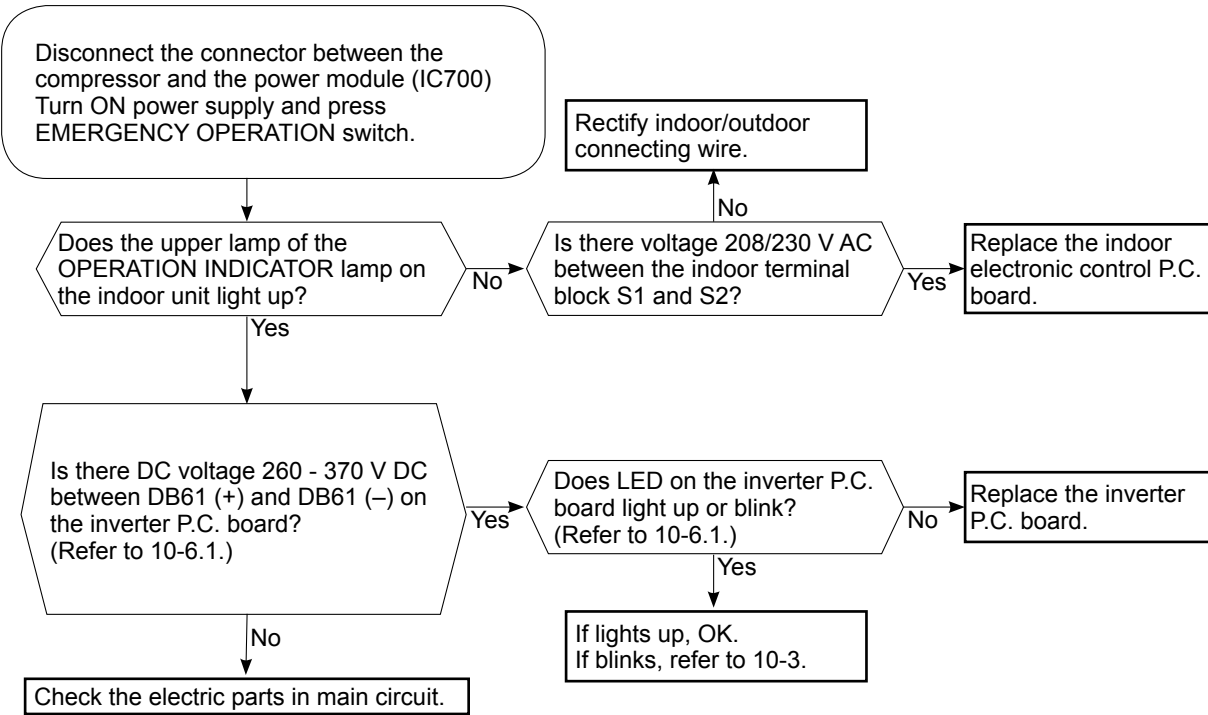 Disconnect the connector between the
compressor and the power module (IC700)
Turn ON power supply and press
EMERGENCY OPERATION switch.
Rectify indoor/outdoor
connecting wire.
No
Does the upper lamp of the
OPERATION INDICATOR lamp on
the indoor unit light up?
No
Is there voltage 208/230 V AC
between the indoor terminal
block S1 and S2?
Yes
Replace the indoor
electronic control P.C.
board.
Yes
Is there DC voltage 260 - 370 V DC
between DB61 (+) and DB61 (–) on
the inverter P.C. board?
(Refer to 10-6.1.)
Yes
Does LED on the inverter P.C.
board light up or blink?
(Refer to 10-6.1.)
No
Replace the inverter
P.C. board.
Yes
If lights up, OK.
If blinks, refer to 10-3.
No
Check the electric parts in main circuit.